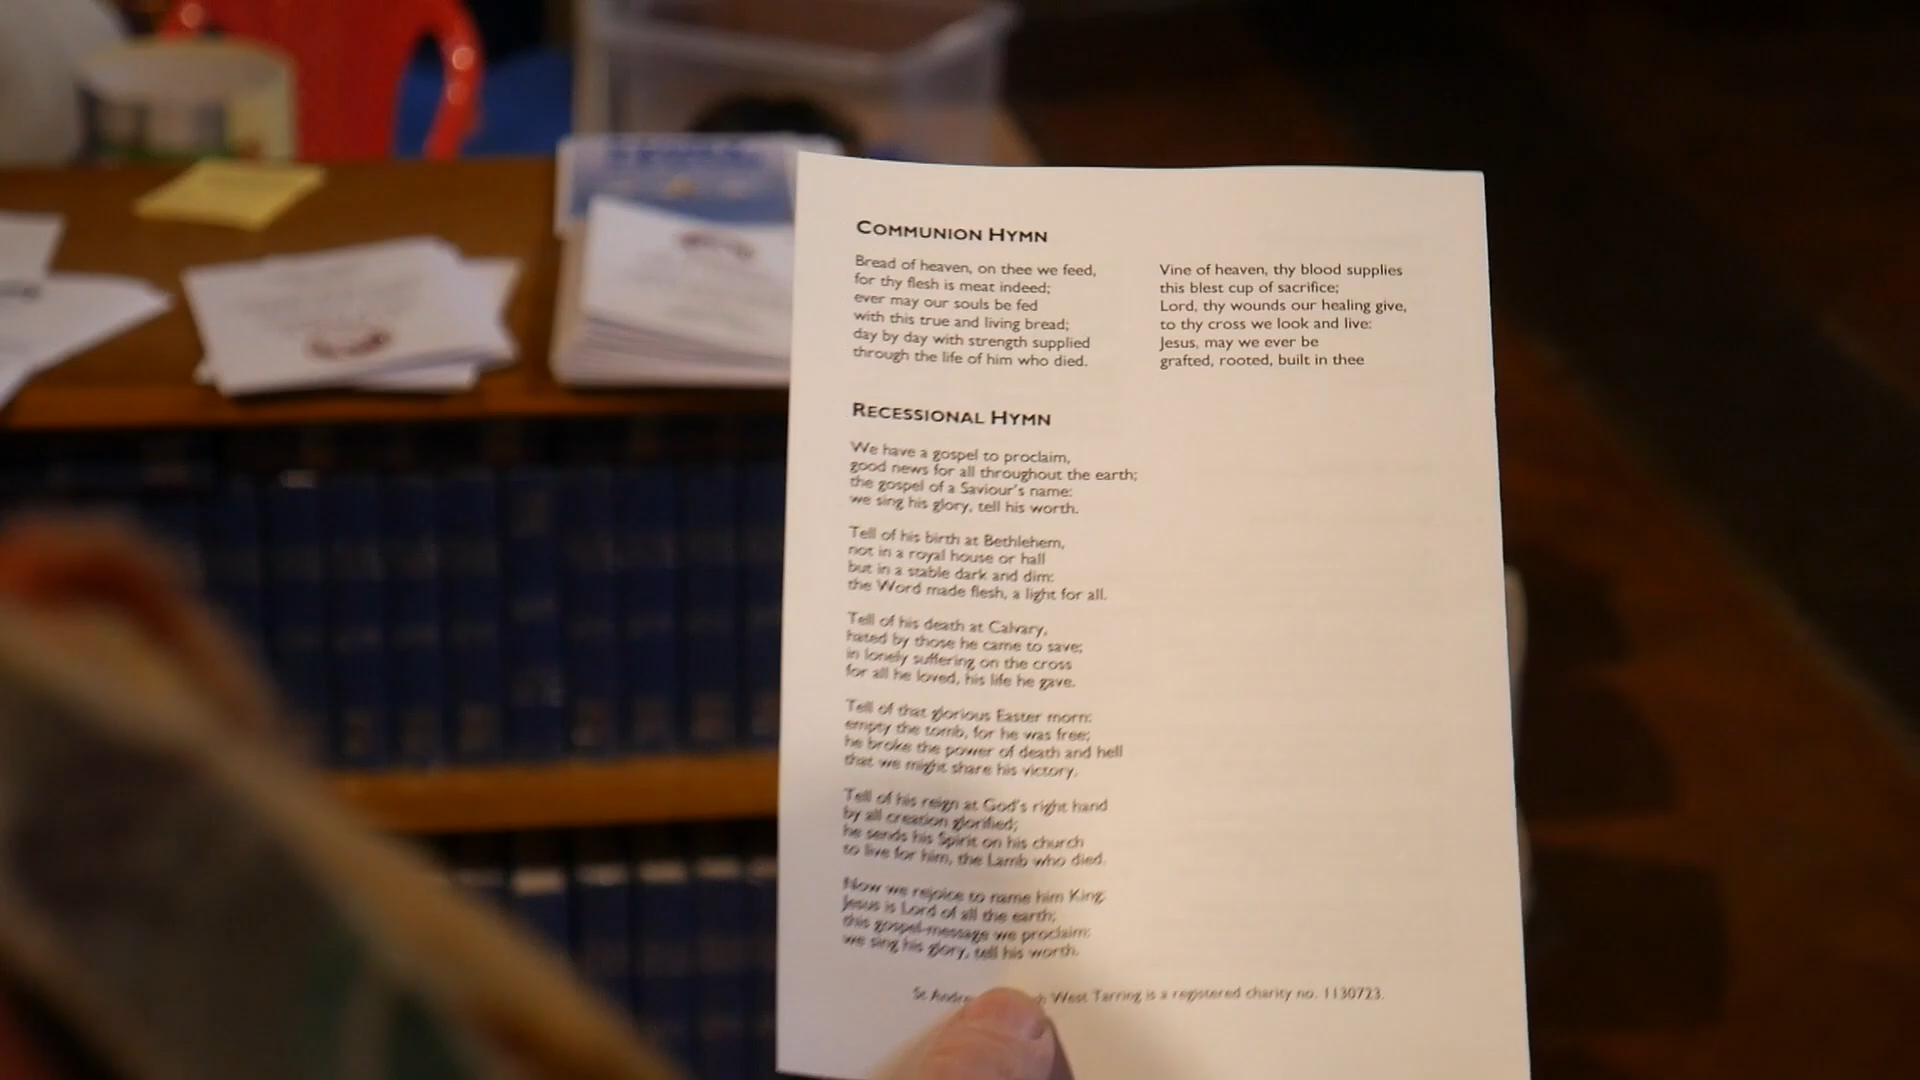 COMMUNION HYMN
Bread of heaven, on thee we feed,
for thy flesh is meat indeed;
ever may our souls be fed
with this true and living bread;
day by day with strength supplied
through the life of him who died.
Vine of heaven, thy blood supplies
this blest cup of sacrifice;
Lord, thy wounds our healing give,
to thy cross we look and live:
Jesus, may we ever be
grafted, rooted, built in thee
RECESSIONAL HYMN
We have a gospel to proclaim,
good news for all throughout the earth;
the gospel of a Saviour's name:
we sing his glory, tell his worth.
Tell of his birth at Bethlehem,
not in a royal house or hall
but in a stable dark and dim:
the Word made flesh, a light for all.
Tell of his death at Calvary,
hated by those he came to save;
in lonely suffering on the cross
for all he loved, his life he gave.
Tell of that glorious Easter morn:
empty the tomb, for he was free;
he broke the power of death and hell
that we might share his victory.
Tell of his reign at God's right hand
by all creation glorified;
he sends his Spirit on his church
to live for him, the Lamb who died.
Now we rejoice to name him King:
Jesus is Lord of all the earth;
this gospel-message we proclaim:
we sing his glory, tell his worth.
St. West Tarring is a registered charity no. 1130723.